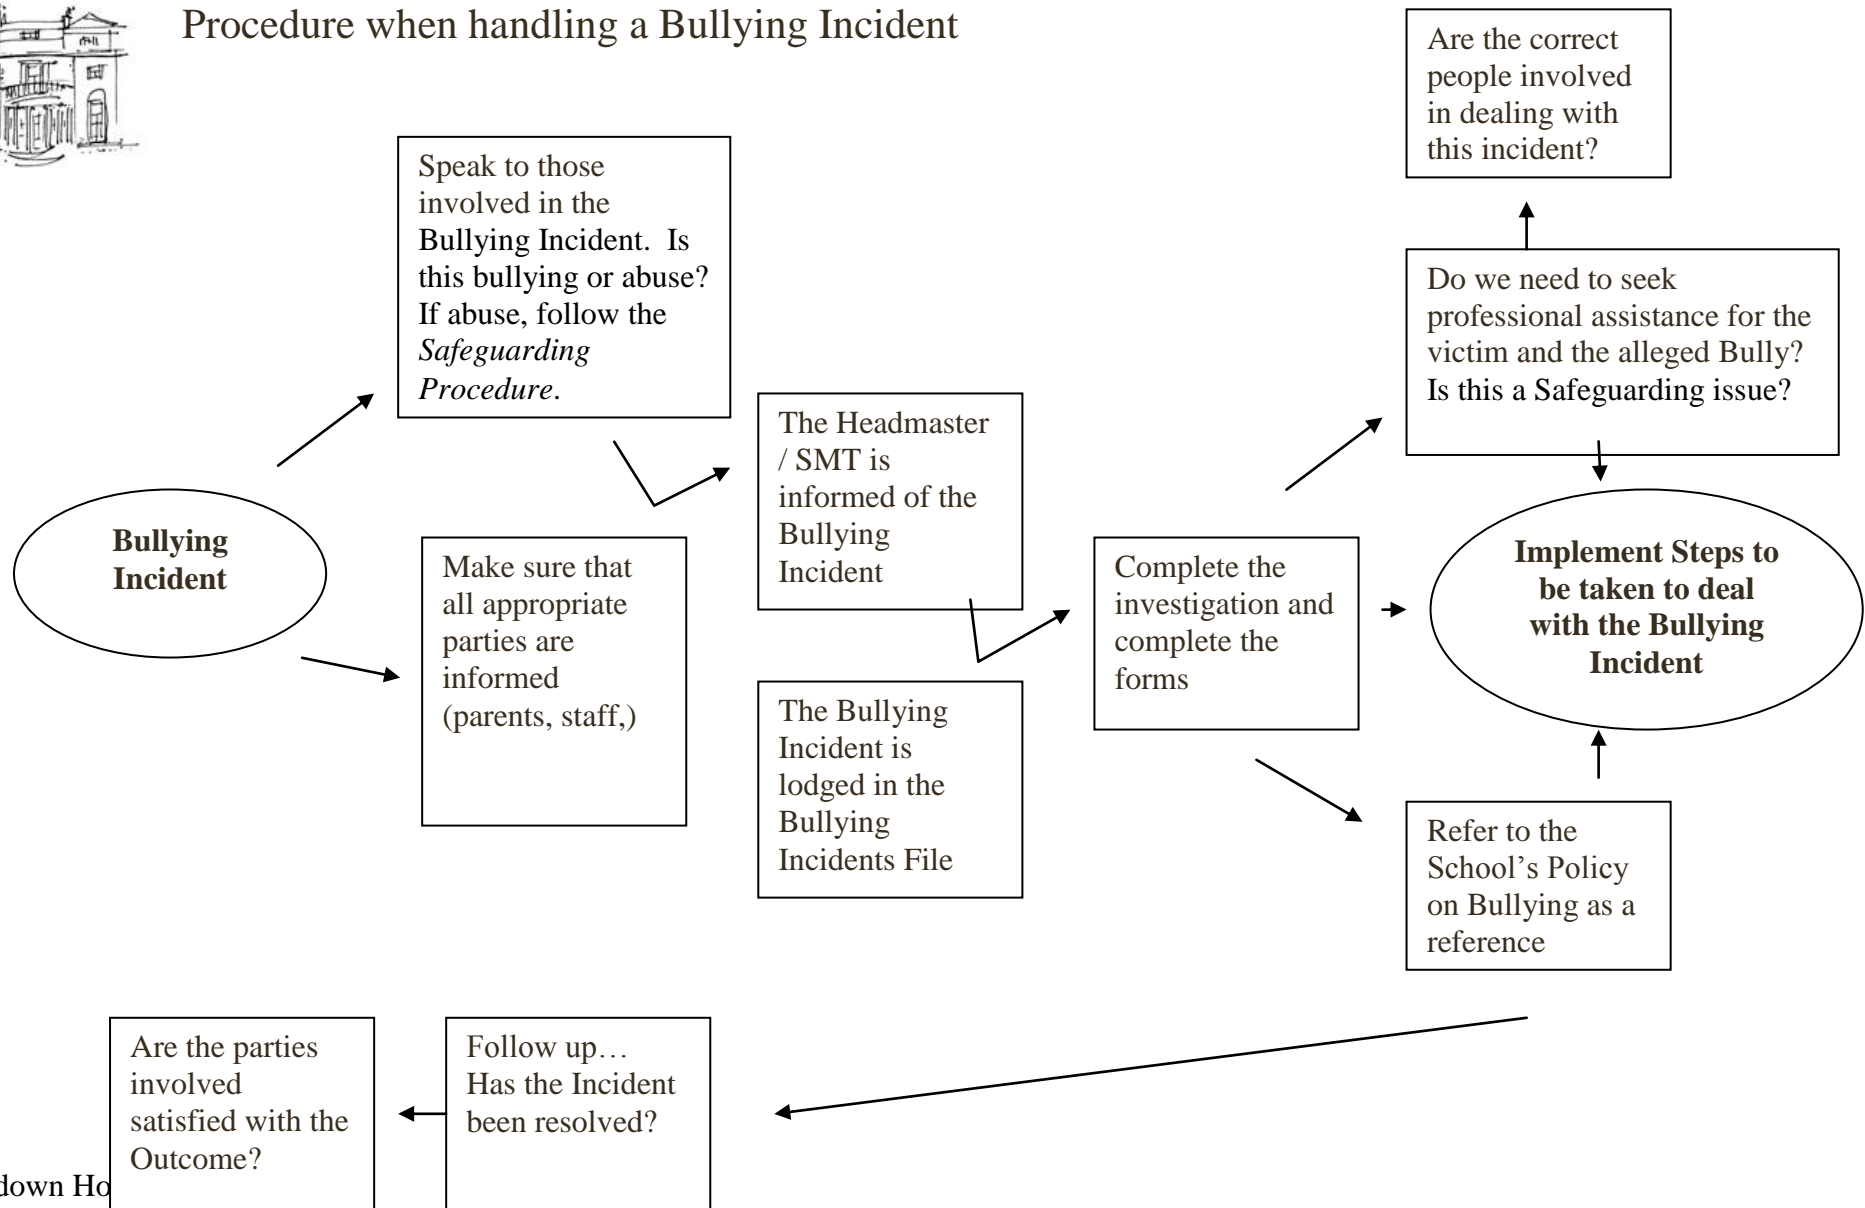 Procedure when handling a Bullying Incident
Are the correct
people involved
in dealing with
this incident?
Speak to those
involved in the
Bullying Incident.  Is
this bullying or abuse?
If abuse, follow the
Safeguarding
Procedure.
Do we need to seek
professional assistance for the
victim and the alleged Bully?
Is this a Safeguarding issue?
The Headmaster
/ SMT is
informed of the
Bullying
Incident
Bullying
Incident
Make sure that
all appropriate
parties are
informed
(parents, staff,)
Complete the
investigation and
complete the
forms
Implement Steps to
be taken to deal
with the Bullying
Incident
The Bullying
Incident is
lodged in the
Bullying
Incidents File
Refer to the
School’s Policy
on Bullying as a
reference
Are the parties
involved
satisfied with the
Outcome?
Follow up…
Has the Incident
been resolved?
down Ho